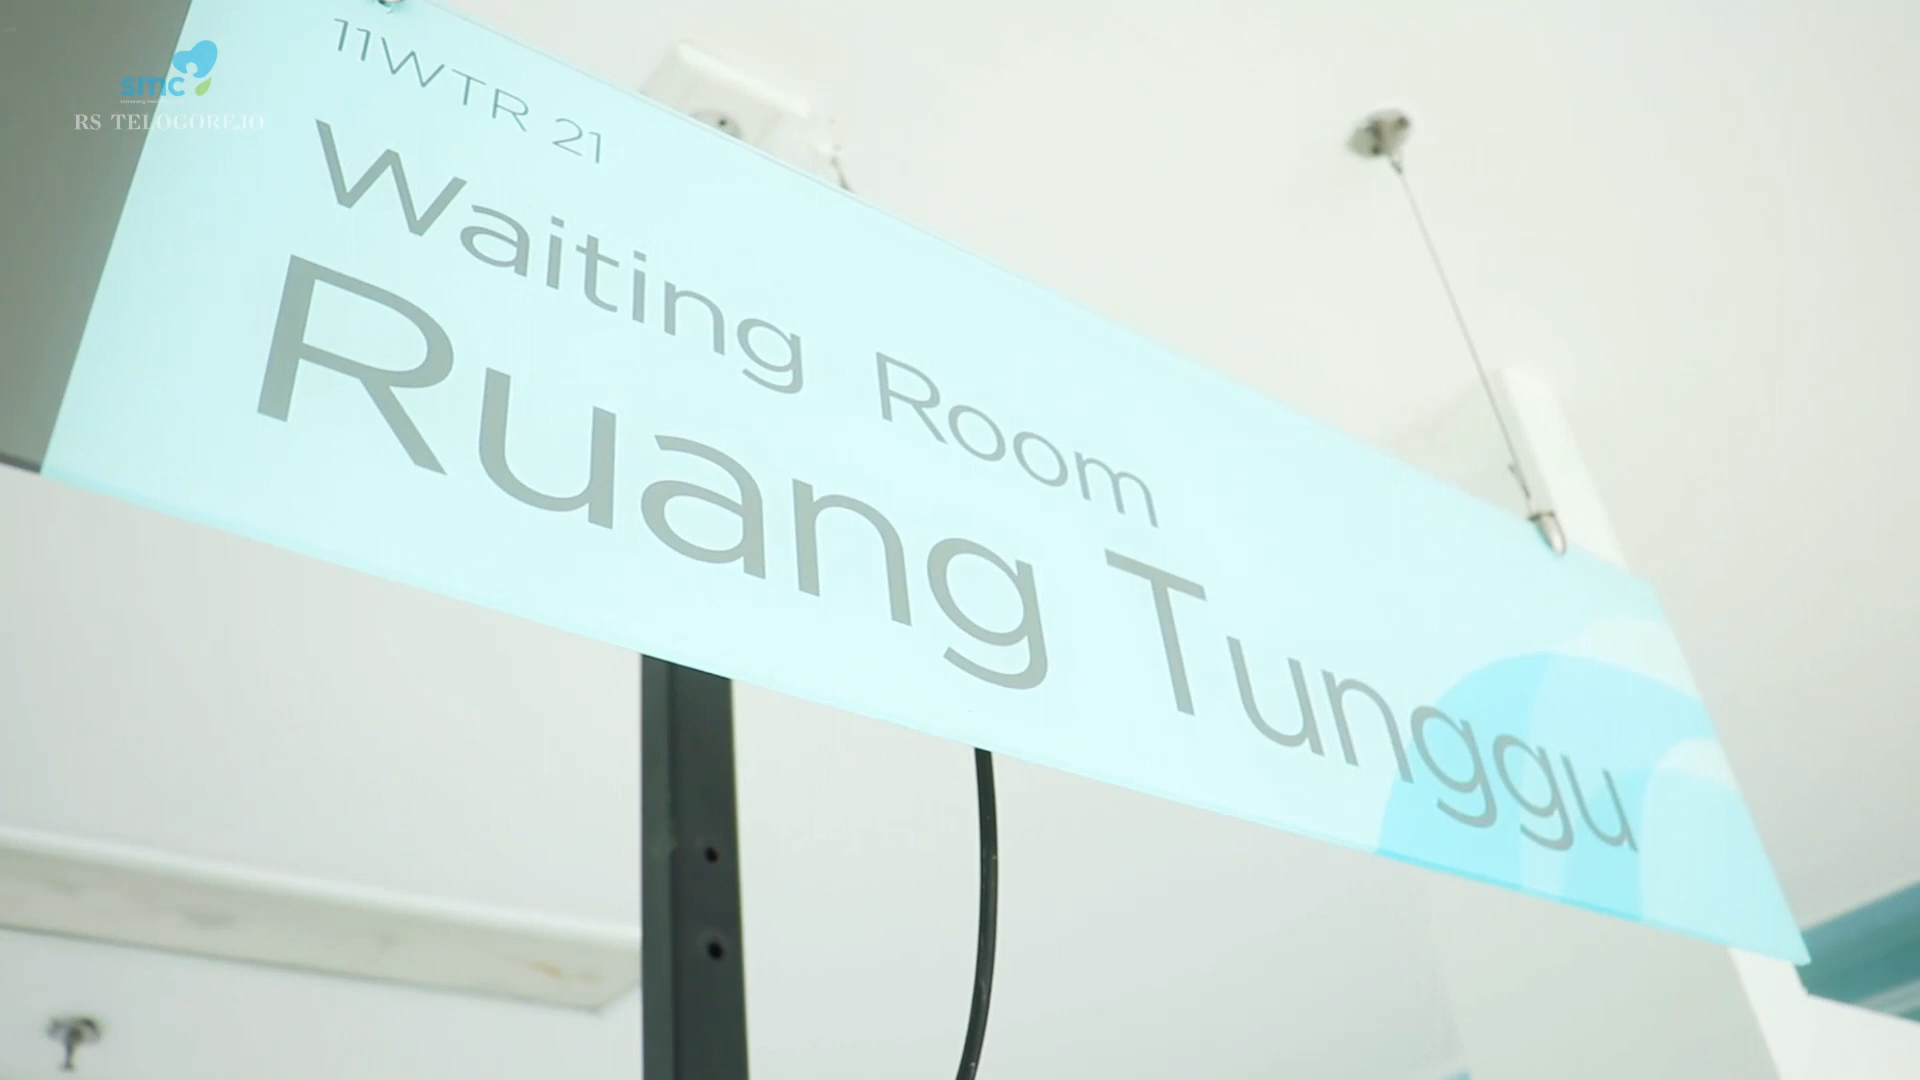 smc
RS TELOGOREJO
11WTR 21
Waiting Room
Ruang Tunggu